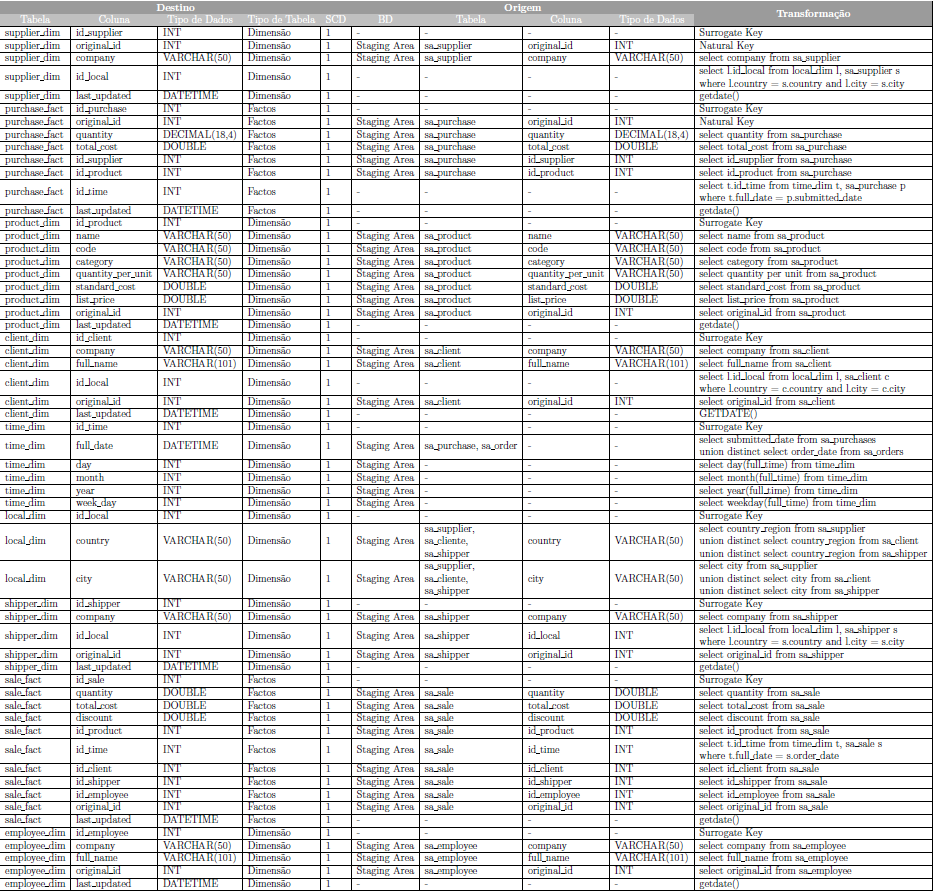 Destino Origem Transformação
Tabela Coluna Tipo de Dados Tipo de Tabela SCD BD Tabela Coluna Tipo de Dados
supplier_dim id_supplier INT Dimensão 1 - - - - Surrogate Key
supplier_dim original_id INT Dimensão 1 Staging Area sa_supplier original_id INT Natural Key
supplier_dim company VARCHAR(50) Dimensão 1 Staging Area sa_supplier company VARCHAR(50) select company from sa_supplier
supplier_dim id_local INT Dimensão 1 - - - - select l.id_local from local_dim l, sa_supplier s
where l.country = s.country and l.city = s.city
supplier_dim last_updated DATETIME Dimensão 1 - - - - getdate()
purchase_fact id_purchase INT Factos 1 - - - - Surrogate Key
purchase_fact original_id INT Factos 1 Staging Area sa_purchase original_id INT Natural Key
purchase_fact quantity DECIMAL(18,4) Factos 1 Staging Area sa_purchase quantity DECIMAL(18,4) select quantity from sa_purchase
purchase_fact total_cost DOUBLE Factos 1 Staging Area sa_purchase total_cost DOUBLE select total_cost from sa_purchase
purchase_fact id_supplier INT Factos 1 Staging Area sa_purchase id_supplier INT select id_supplier from sa_purchase
purchase_fact id_product INT Factos 1 Staging Area sa_purchase id_product INT select id_product from sa_purchase
purchase_fact id_time INT Factos 1 - - - - select t.id_time from time_dim t, sa_purchase p
where t.full_date = p.submitted_date
purchase_fact last_updated DATETIME Factos 1 - - - - getdate()
product_dim id_product INT Dimensão 1 - - - - Surrogate Key
product_dim name VARCHAR(50) Dimensão 1 Staging Area sa_product name VARCHAR(50) select name from sa_product
product_dim code VARCHAR(50) Dimensão 1 Staging Area sa_product code VARCHAR(50) select code from sa_product
product_dim category VARCHAR(50) Dimensão 1 Staging Area sa_product category VARCHAR(50) select category from sa_product
product_dim quantity_per_unit VARCHAR(50) Dimensão 1 Staging Area sa_product quantity_per_unit VARCHAR(50) select quantity per unit from sa_product
product_dim standard_cost DOUBLE Dimensão 1 Staging Area sa_product standard_cost DOUBLE select standard_cost from sa_product
product_dim list_price DOUBLE Dimensão 1 Staging Area sa_product list_price DOUBLE select list_price from sa_product
product_dim original_id INT Dimensão 1 Staging Area sa_product original_id INT select original_id from sa_product
product_dim last_updated DATETIME Dimensão 1 - - - - getdate()
client_dim id_client INT Dimensão 1 - - - - Surrogate Key
client_dim company VARCHAR(50) Dimensão 1 Staging Area sa_client company VARCHAR(50) select company from sa_client
client_dim full_name VARCHAR(101) Dimensão 1 Staging Area sa_client full_name VARCHAR(101) select full_name from sa_client
client_dim id_local INT Dimensão 1 - - - - select l.id_local from local_dim l, sa_client c
where l.country = c.country and l.city = c.city
client_dim original_id INT Dimensão 1 Staging Area sa_client original_id INT select original_id from sa_client
client_dim last_updated DATETIME Dimensão 1 - - - - GETDATE()
time_dim id_time INT Dimensão 1 - - - - Surrogate Key
time_dim full_date DATETIME Dimensão 1 Staging Area sa_purchase, sa_order - - select submitted_date from sa_purchases
union distinct select order_date from sa_orders
time_dim day INT Dimensão 1 Staging Area - - - select day(full_time) from time_dim
time_dim month INT Dimensão 1 Staging Area - - - select month(full_time) from time_dim
time_dim year INT Dimensão 1 Staging Area - - - select year(full_time) from time_dim
time_dim week_day INT Dimensão 1 Staging Area - - - select weekday(full_time) from time_dim
local_dim id_local INT Dimensão 1 - - - - Surrogate Key
local_dim country VARCHAR(50) Dimensão 1 Staging Area sa_supplier, sa_cliente, sa_shipper country VARCHAR(50) select country_region from sa_supplier
union distinct select country_region from sa_client
union distinct select country_region from sa_shipper
local_dim city VARCHAR(50) Dimensão 1 Staging Area sa_supplier, sa_cliente, sa_shipper city VARCHAR(50) select city from sa_supplier
union distinct select city from sa_client
union distinct select city from sa_shipper
shipper_dim id_shipper INT Dimensão 1 - - - - Surrogate Key
shipper_dim company VARCHAR(50) Dimensão 1 Staging Area sa_shipper company VARCHAR(50) select company from sa_shipper
shipper_dim id_local INT Dimensão 1 Staging Area sa_shipper id_local INT select l.id_local from local_dim l, sa_shipper s
where l.country = s.country and l.city = s.city
shipper_dim original_id INT Dimensão 1 Staging Area sa_shipper original_id INT select original_id from sa_shipper
shipper_dim last_updated DATETIME Dimensão 1 - - - - getdate()
sale_fact id_sale INT Factos 1 - - - - Surrogate Key
sale_fact quantity DOUBLE Factos 1 Staging Area sa_sale quantity DOUBLE select quantity from sa_sale
sale_fact total_cost DOUBLE Factos 1 Staging Area sa_sale total_cost DOUBLE select total_cost from sa_sale
sale_fact discount DOUBLE Factos 1 Staging Area sa_sale discount DOUBLE select discount from sa_sale
sale_fact id_product INT Factos 1 Staging Area sa_sale id_product INT select id_product from sa_sale
sale_fact id_time INT Factos 1 Staging Area sa_sale id_time INT select t.id_time from time_dim t, sa_sale s
where t.full_date = s.order_date
sale_fact id_client INT Factos 1 Staging Area sa_sale id_client INT select id_client from sa_sale
sale_fact id_shipper INT Factos 1 Staging Area sa_sale id_shipper INT select id_shipper from sa_sale
sale_fact id_employee INT Factos 1 Staging Area sa_sale id_employee INT select id_employee from sa_sale
sale_fact original_id INT Factos 1 Staging Area sa_sale original_id INT select original_id from sa_sale
sale_fact last_updated DATETIME Factos 1 - - - - getdate()
employee_dim id_employee INT Dimensão 1 - - - - Surrogate Key
employee_dim company VARCHAR(50) Dimensão 1 Staging Area sa_employee company VARCHAR(50) select company from sa_employee
employee_dim full_name VARCHAR(101) Dimensão 1 Staging Area sa_employee full_name VARCHAR(101) select full_name from sa_employee
employee_dim original_id INT Dimensão 1 Staging Area sa_employee original_id INT select original_id from sa_employee
employee_dim last_updated DATETIME Dimensão 1 - - - - getdate()